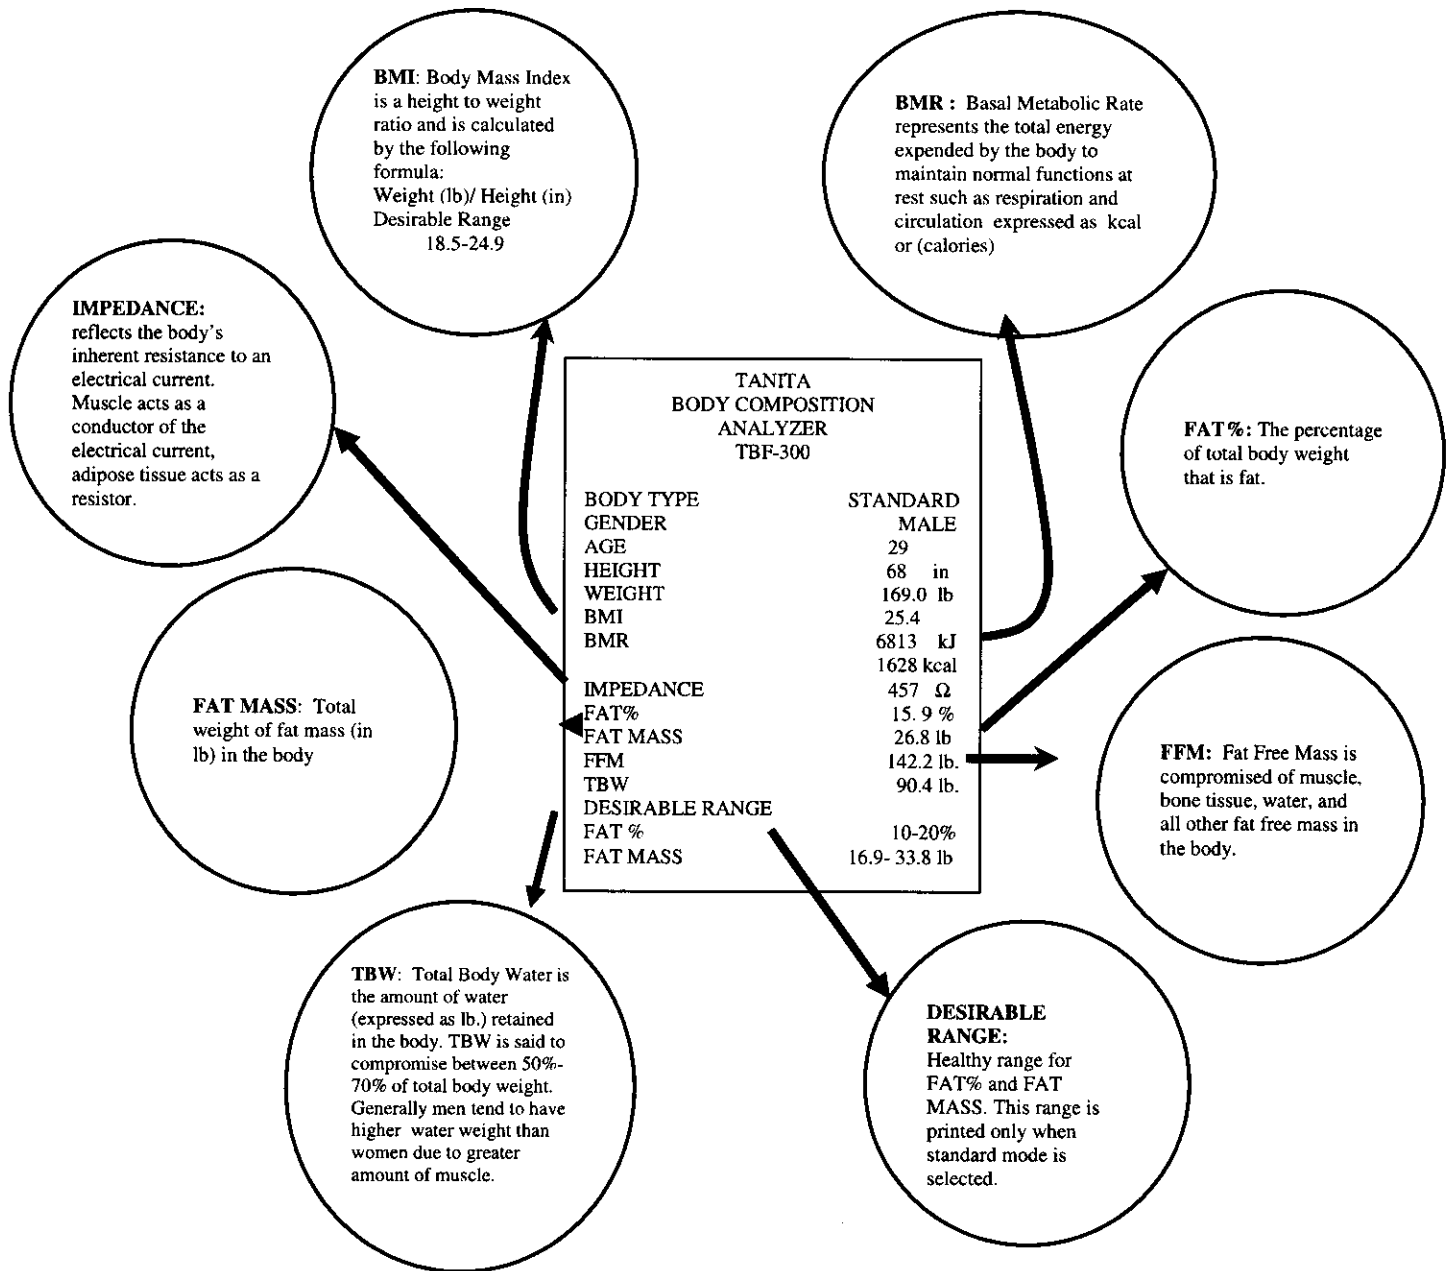 BMI: Body Mass Index
is a height to weight
ratio and is calculated
by the following
formula:
Weight (lb)/ Height (in)
Desirable Range
18.5-24.9
BMR : Basal Metabolic Rate
represents the total energy
expended by the body to
maintain normal functions at
rest such as respiration and
circulation expressed as kcal
or (calories)
IMPEDANCE:
reflects the body's
inherent resistance to an
electrical current.
Muscle acts as a
conductor of the
electrical current,
adipose tissue acts as a
resistor.
TANITA
BODY COMPOSITION
ANALYZER
TBF-300
BODY TYPE STANDARD
GENDER MALE
AGE 29
HEIGHT 68 in
WEIGHT 169.0 lb
BMI 25.4
BMR 6813 kJ
1628 kcal
IMPEDANCE 457 Ω
FAT% 15. 9 %
FAT MASS 26.8 lb
FFM 142.2 lb.
TBW 90.4 lb.
DESIRABLE RANGE
FAT % 10-20%
FAT MASS 16.9- 33.8 lb
FAT%: The percentage
of total body weight
that is fat.
FAT MASS: Total
weight of fat mass (in
lb) in the body
FFM: Fat Free Mass is
compromised of muscle,
bone tissue, water, and
all other fat free mass in
the body.
TBW: Total Body Water is
the amount of water
(expressed as lb.) retained
in the body. TBW is said to
compromise between 50%-
70% of total body weight.
Generally men tend to have
higher water weight than
women due to greater
amount of muscle.
DESIRABLE
RANGE:
Healthy range for
FAT% and FAT
MASS. This range is
printed only when
standard mode is
selected.